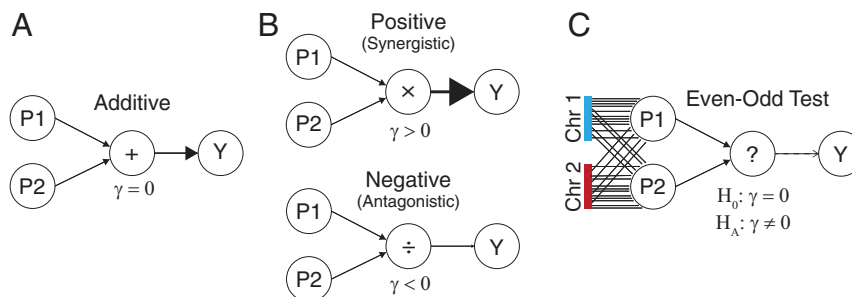 A
Additive
P1
P2
+
Y
γ = 0
B
Positive
(Synergistic)
P1
P2
×
Y
γ > 0
Negative
(Antagonistic)
P1
P2
÷
Y
γ < 0
C
Even-Odd Test
Chr 1
Chr 2
P1
P2
?
Y
H0: γ = 0
HA: γ ≠ 0